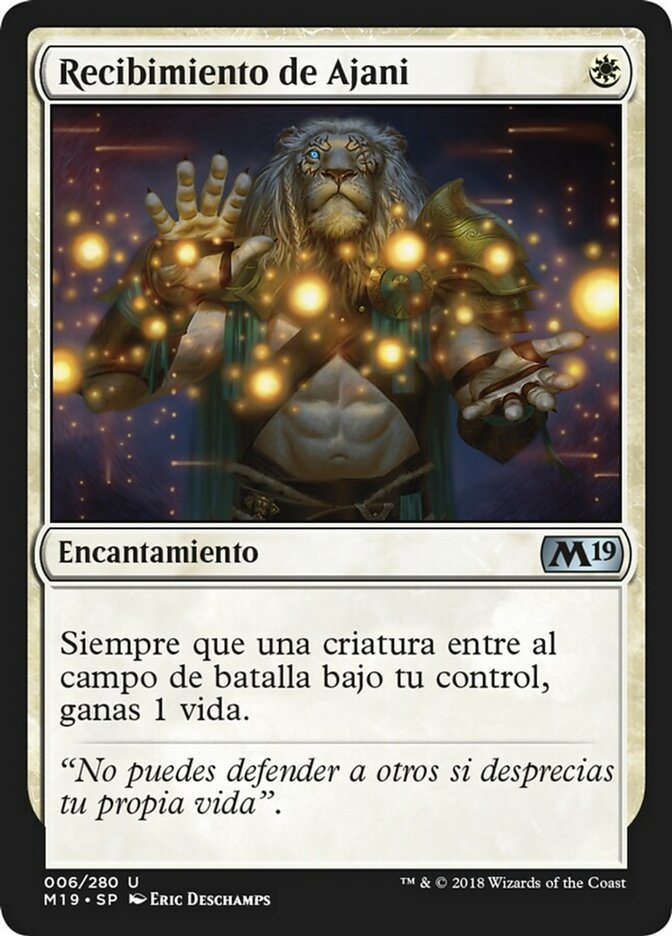 Recibimiento de Ajani
Encantamiento
M19
Siempre que una criatura entre al
campo de batalla bajo tu control,
ganas 1 vida.
“No puedes defender a otros si desprecias
tu propia vida”.
006/280 U
M19 • SP Eric Deschamps
™ & © 2018 Wizards of the Coast